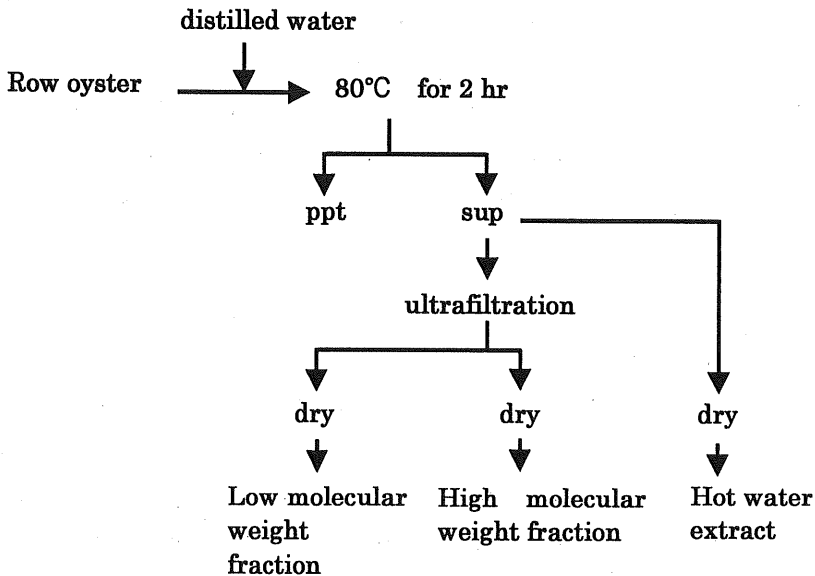 distilled water
Row oyster
80°C for 2 hr
ppt
sup
ultrafiltration
dry
dry
dry
Low molecular
weight
fraction
High molecular
weight fraction
Hot water
extract